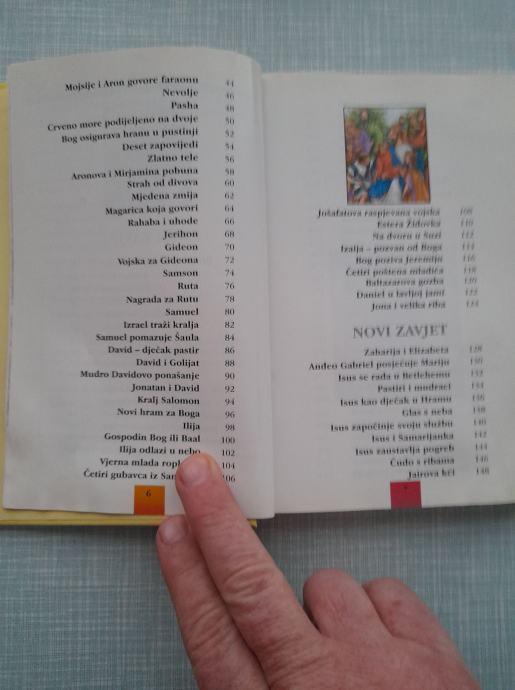 Mojsije i Aron govore faraonu 44
Nevolje 46
Pasha 48
Crveno more podijeljeno na dvoje 50
Bog osigurava hranu u pustinji 52
Deset zapovijedi 54
Zlatno tele 56
Aronova i Mirjamina pobuna 58
Strah od divova 60
Mjedena zmija 62
Magarica koja govori 64
Rahaba i uhode 66
Jerihon 68
Gideon 70
Vojska za Gideona 72
Samson 74
Ruta 76
Nagrada za Rutu 78
Samuel 80
Izrael traži kralja 82
Samuel pomazuje Šaula 84
David – dječak pastir 86
David i Golijat 88
Mudro Davidovo ponašanje 90
Jonatan i David 92
Kralj Salomon 94
Novi hram za Boga 96
Ilija 98
Gospodin Bog ili Baal 100
Ilija odlazi u nebo 102
Vjerna mlada 104
Četiri gubavca iz 106
6
Jošafatova raspjevana vojska 108
Estera Židovka 110
Na dvoru u Suzi 112
Izaija – pozvan od Boga 114
Bog poziva Jeremiju 116
Četiri poštena mladića 118
Baltazarova gozba 120
Daniel u lavljoj jami 122
Jona i velika riba 124
NOVI ZAVJET
Zaharija i Elizabeta 128
Anđeo Gabriel posjećuje Mariju 130
Isus se rađa u Betlehemu 132
Pastiri i mudraci 134
Isus kao dječak u Hramu 136
Glas s neba 138
Isus započinje svoju službu 140
Isus i Samarijanka 142
Isus zaustavlja pogreb 144
Čudo s ribama 146
Jairova kći 148